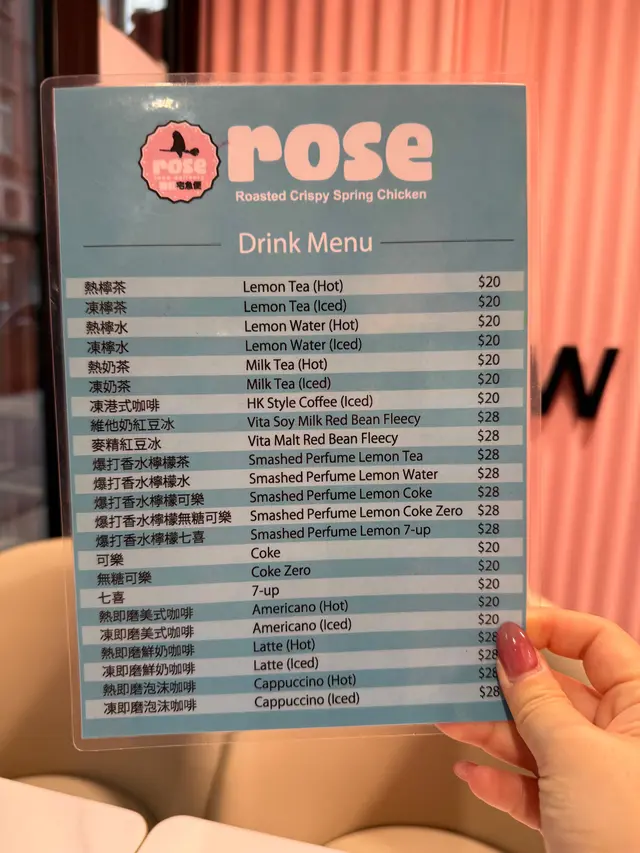 rose
宅急便
rose
Roasted Crispy Spring Chicken
Drink Menu
熱檸茶 Lemon Tea (Hot) $20
凍檸茶 Lemon Tea (Iced) $20
熱檸水 Lemon Water (Hot) $20
凍檸水 Lemon Water (Iced) $20
熱奶茶 Milk Tea (Hot) $20
凍奶茶 Milk Tea (Iced) $20
凍港式咖啡 HK Style Coffee (Iced) $20
維他奶紅豆冰 Vita Soy Milk Red Bean Fleecy $28
麥精紅豆冰 Vita Malt Red Bean Fleecy $28
爆打香水檸檬茶 Smashed Perfume Lemon Tea $28
爆打香水檸檬水 Smashed Perfume Lemon Water $28
爆打香水檸檬可樂 Smashed Perfume Lemon Coke $28
爆打香水檸檬無糖可樂 Smashed Perfume Lemon Coke Zero $28
爆打香水檸檬七喜 Smashed Perfume Lemon 7-up $28
可樂 Coke $20
無糖可樂 Coke Zero $20
七喜 7-up $20
熱即磨美式咖啡 Americano (Hot) $20
凍即磨美式咖啡 Americano (Iced) $20
熱即磨鮮奶咖啡 Latte (Hot) $28
凍即磨鮮奶咖啡 Latte (Iced) $28
熱即磨泡沫咖啡 Cappuccino (Hot) $28
凍即磨泡沫咖啡 Cappuccino (Iced) $28
W